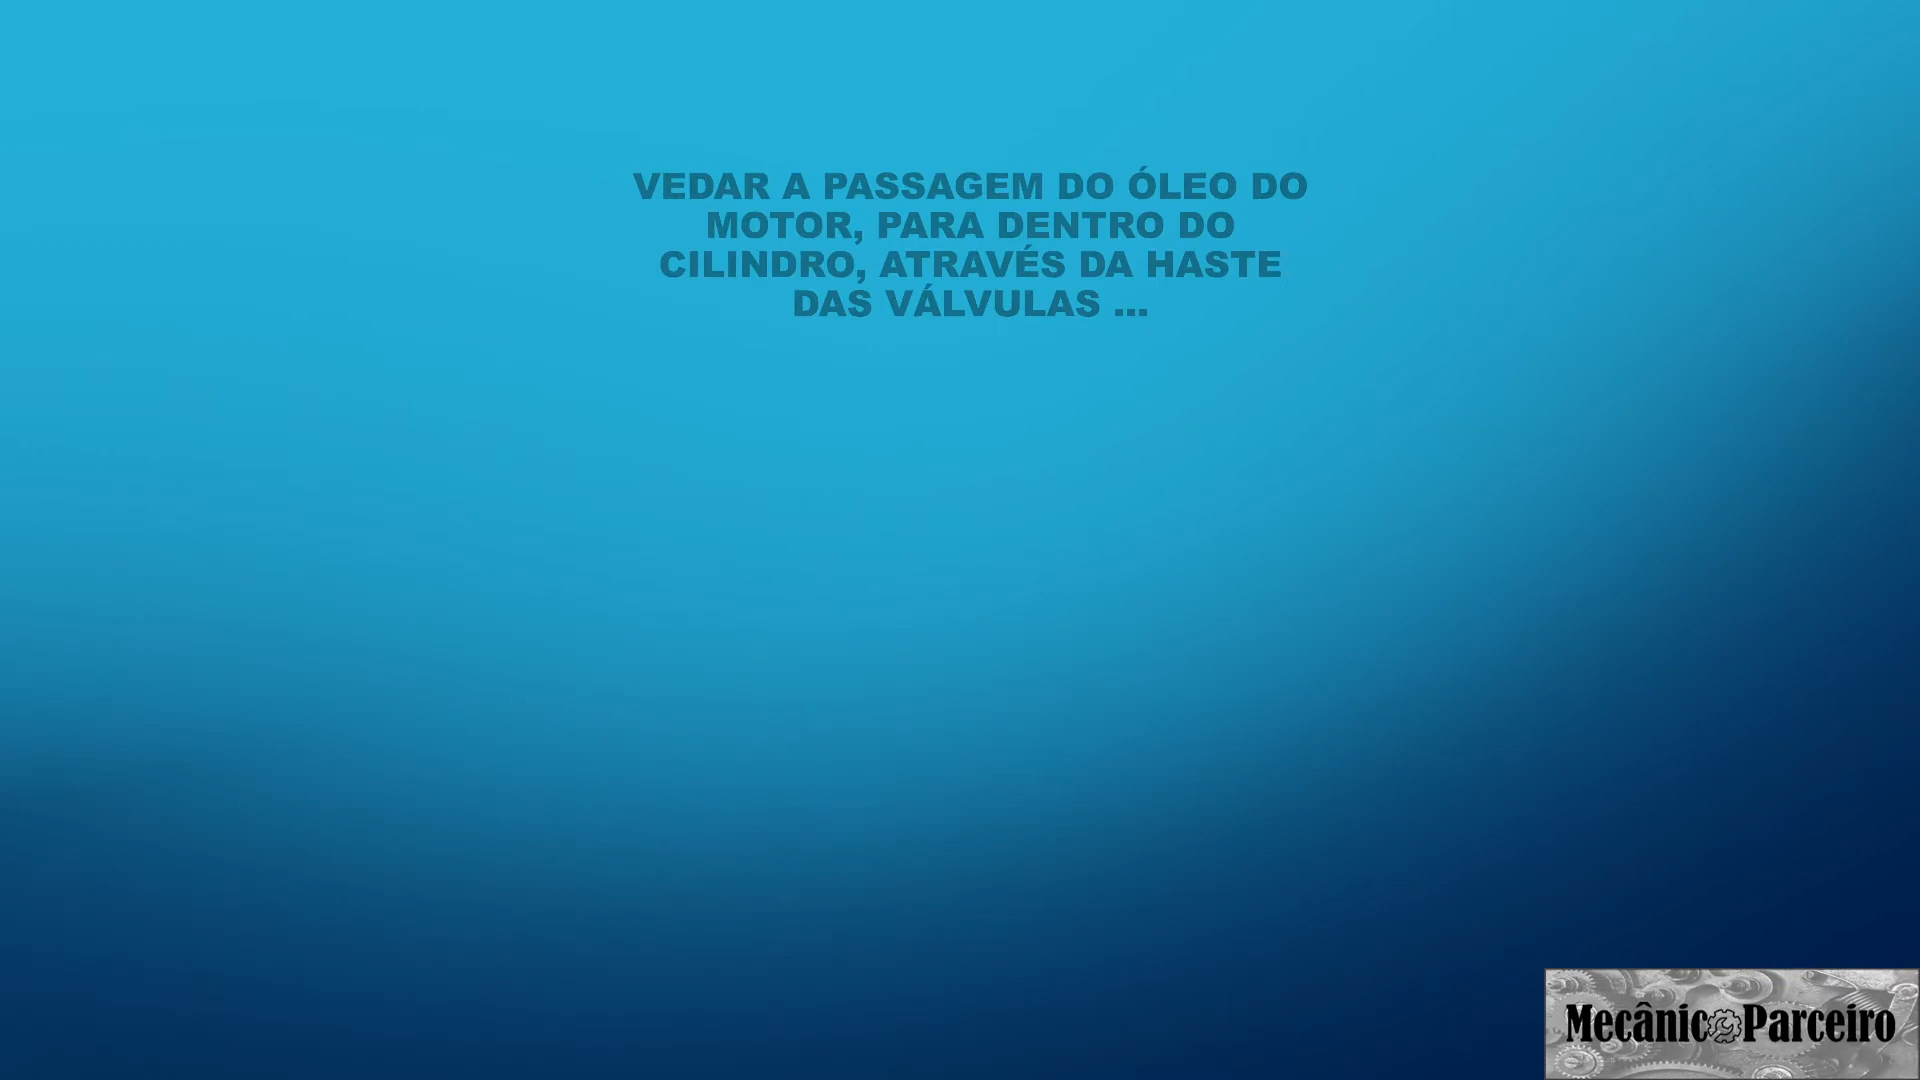 VEDAR A PASSAGEM DO ÓLEO DO
MOTOR, PARA DENTRO DO
CILINDRO, ATRAVÉS DA HASTE
DAS VÁLVULAS ...
Mecânico Parceiro